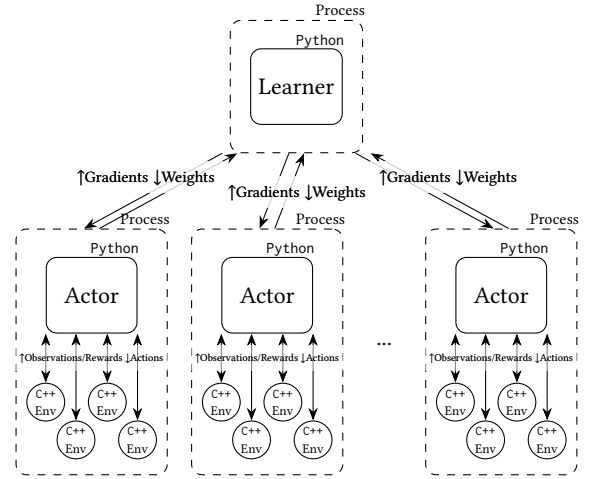 Process
Python
Learner
↑Gradients ↓Weights
↑Gradients ↓Weights
↑Gradients ↓Weights
Process
Python
Actor
↑Observations/Rewards ↓Actions
C++
Env
C++
Env
C++
Env
C++
Env
Process
Python
Actor
↑Observations/Rewards ↓Actions
C++
Env
C++
Env
C++
Env
C++
Env
...
Process
Python
Actor
↑Observations/Rewards ↓Actions
C++
Env
C++
Env
C++
Env
C++
Env